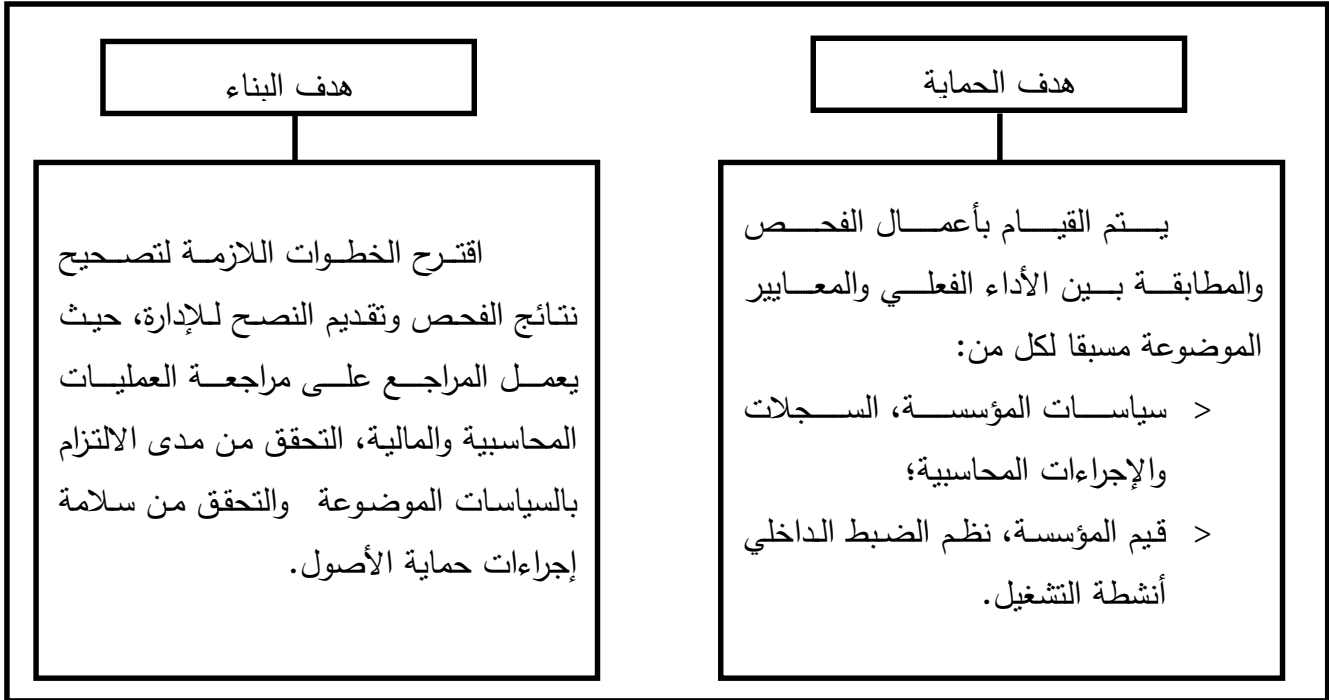 هدف الحماية
يتم القيام بأعمال الفحص
والمطابقة بين الأداء الفعلي والمعايير
الموضوعة مسبقا لكل من:
< سياسات المؤسسة، السجلات
والإجراءات المحاسبية؛
< قيم المؤسسة، نظم الضبط الداخلي
أنشطة التشغيل.
هدف البناء
اقترح الخطوات اللازمة لتصحيح
نتائج الفحص وتقديم النصح للإدارة، حيث
يعمل المراجع على مراجعة العمليات
المحاسبية والمالية، التحقق من مدى الالتزام
بالسياسات الموضوعة والتحقق من سلامة
إجراءات حماية الأصول.